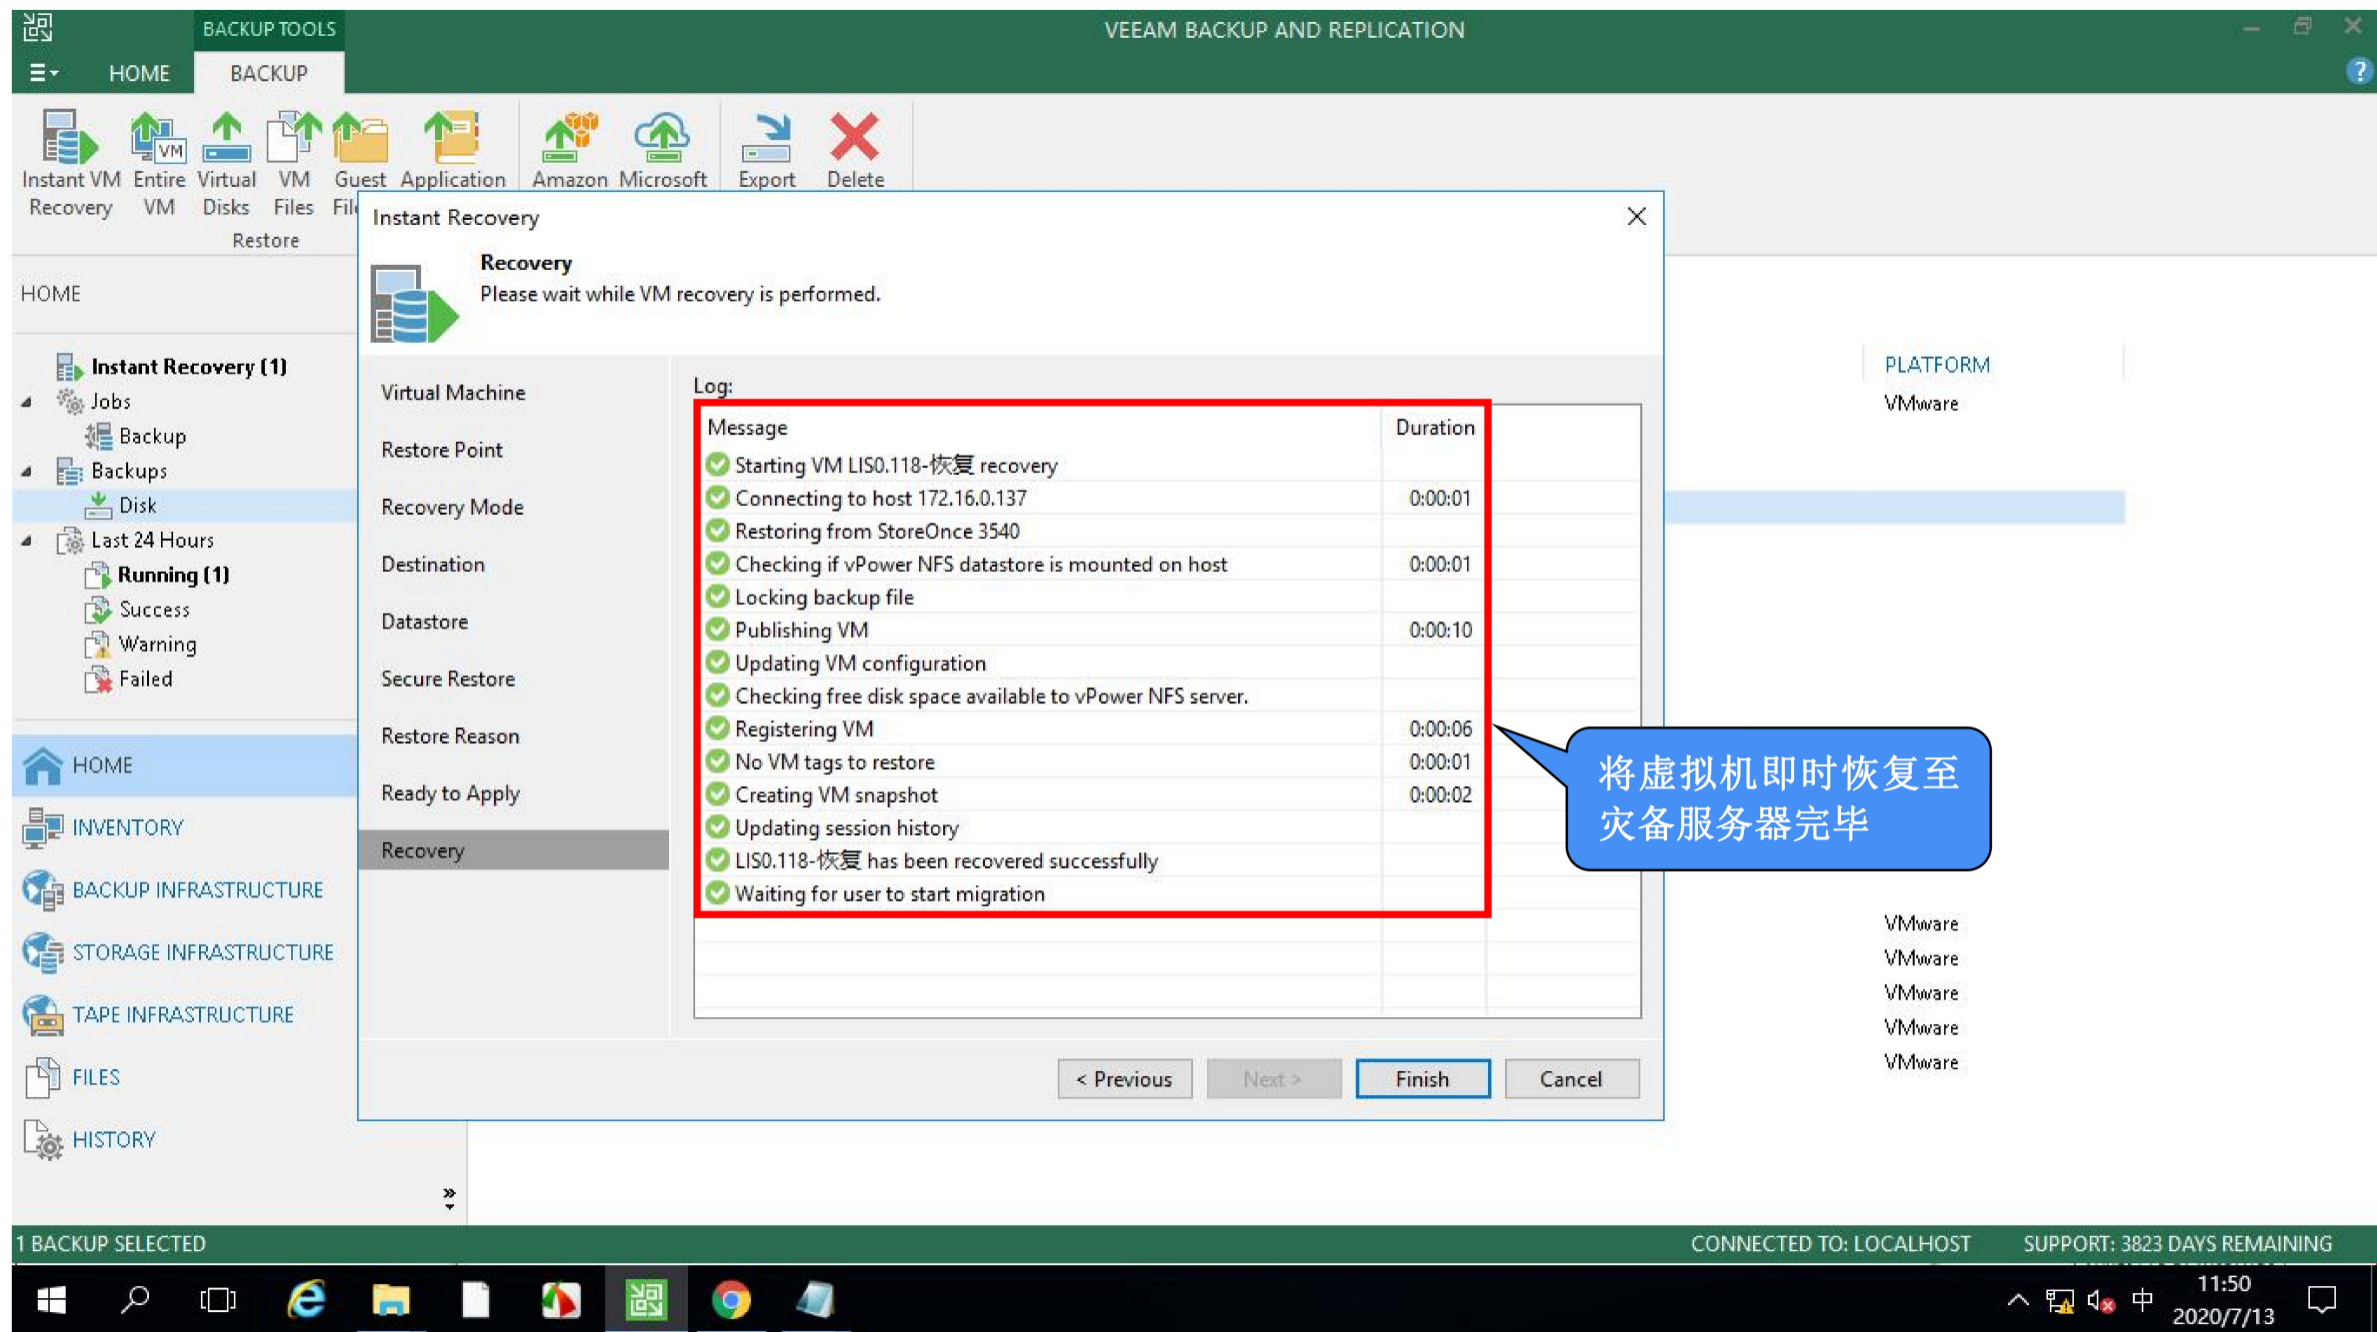 BACKUP TOOLS
VEEAM BACKUP AND REPLICATION
HOME
BACKUP
Instant VM Recovery
Entire VM
Virtual Disks
VM Files
Guest
Application
Amazon
Microsoft
Export
Delete
Restore
HOME
Instant Recovery (1)
Jobs
Backup
Backups
Disk
Last 24 Hours
Running (1)
Success
Warning
Failed
HOME
INVENTORY
BACKUP INFRASTRUCTURE
STORAGE INFRASTRUCTURE
TAPE INFRASTRUCTURE
FILES
HISTORY
Instant Recovery
Recovery
Please wait while VM recovery is performed.
Virtual Machine
Restore Point
Recovery Mode
Destination
Datastore
Secure Restore
Restore Reason
Ready to Apply
Recovery
Log:
Message Duration
Starting VM LIS0.118-恢复 recovery
Connecting to host 172.16.0.137 0:00:01
Restoring from StoreOnce 3540
Checking if vPower NFS datastore is mounted on host 0:00:01
Locking backup file
Publishing VM 0:00:10
Updating VM configuration
Checking free disk space available to vPower NFS server.
Registering VM 0:00:06
No VM tags to restore 0:00:01
Creating VM snapshot 0:00:02
Updating session history
LIS0.118-恢复 has been recovered successfully
Waiting for user to start migration
将虚拟机即时恢复至
灾备服务器完毕
< Previous
Next >
Finish
Cancel
PLATFORM
VMware
VMware
VMware
VMware
VMware
VMware
1 BACKUP SELECTED
CONNECTED TO: LOCALHOST
SUPPORT: 3823 DAYS REMAINING
中
11:50
2020/7/13